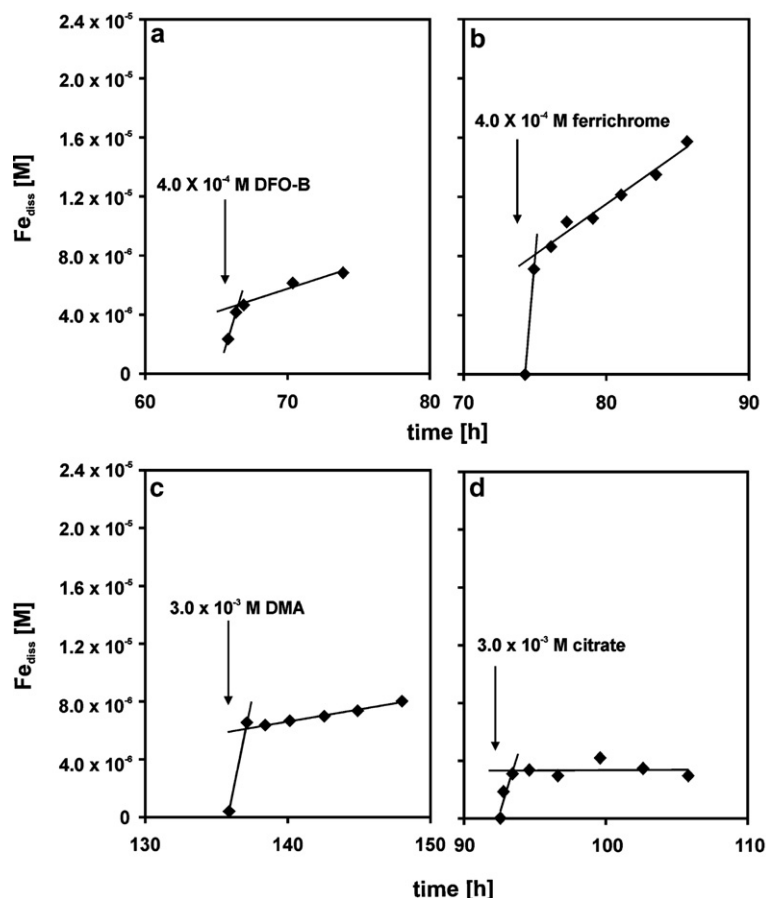 a
2.4 x 10⁻⁵
2.0 x 10⁻⁵
1.6 x 10⁻⁵
1.2 x 10⁻⁵
8.0 x 10⁻⁶
4.0 x 10⁻⁶
0
Fe_diss [M]
4.0 X 10⁻⁴ M DFO-B
60 70 80
b
4.0 X 10⁻⁴ M ferrichrome
70 80 90
time [h]
c
2.4 x 10⁻⁵
2.0 x 10⁻⁵
1.6 x 10⁻⁵
1.2 x 10⁻⁵
8.0 x 10⁻⁶
4.0 x 10⁻⁶
0
Fe_diss [M]
3.0 x 10⁻³ M DMA
130 140 150
d
3.0 x 10⁻³ M citrate
90 100 110
time [h]